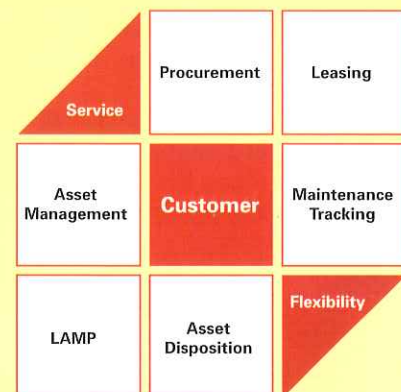 Service
Procurement
Leasing
Asset
Management
Customer
Maintenance
Tracking
LAMP
Asset
Disposition
Flexibility